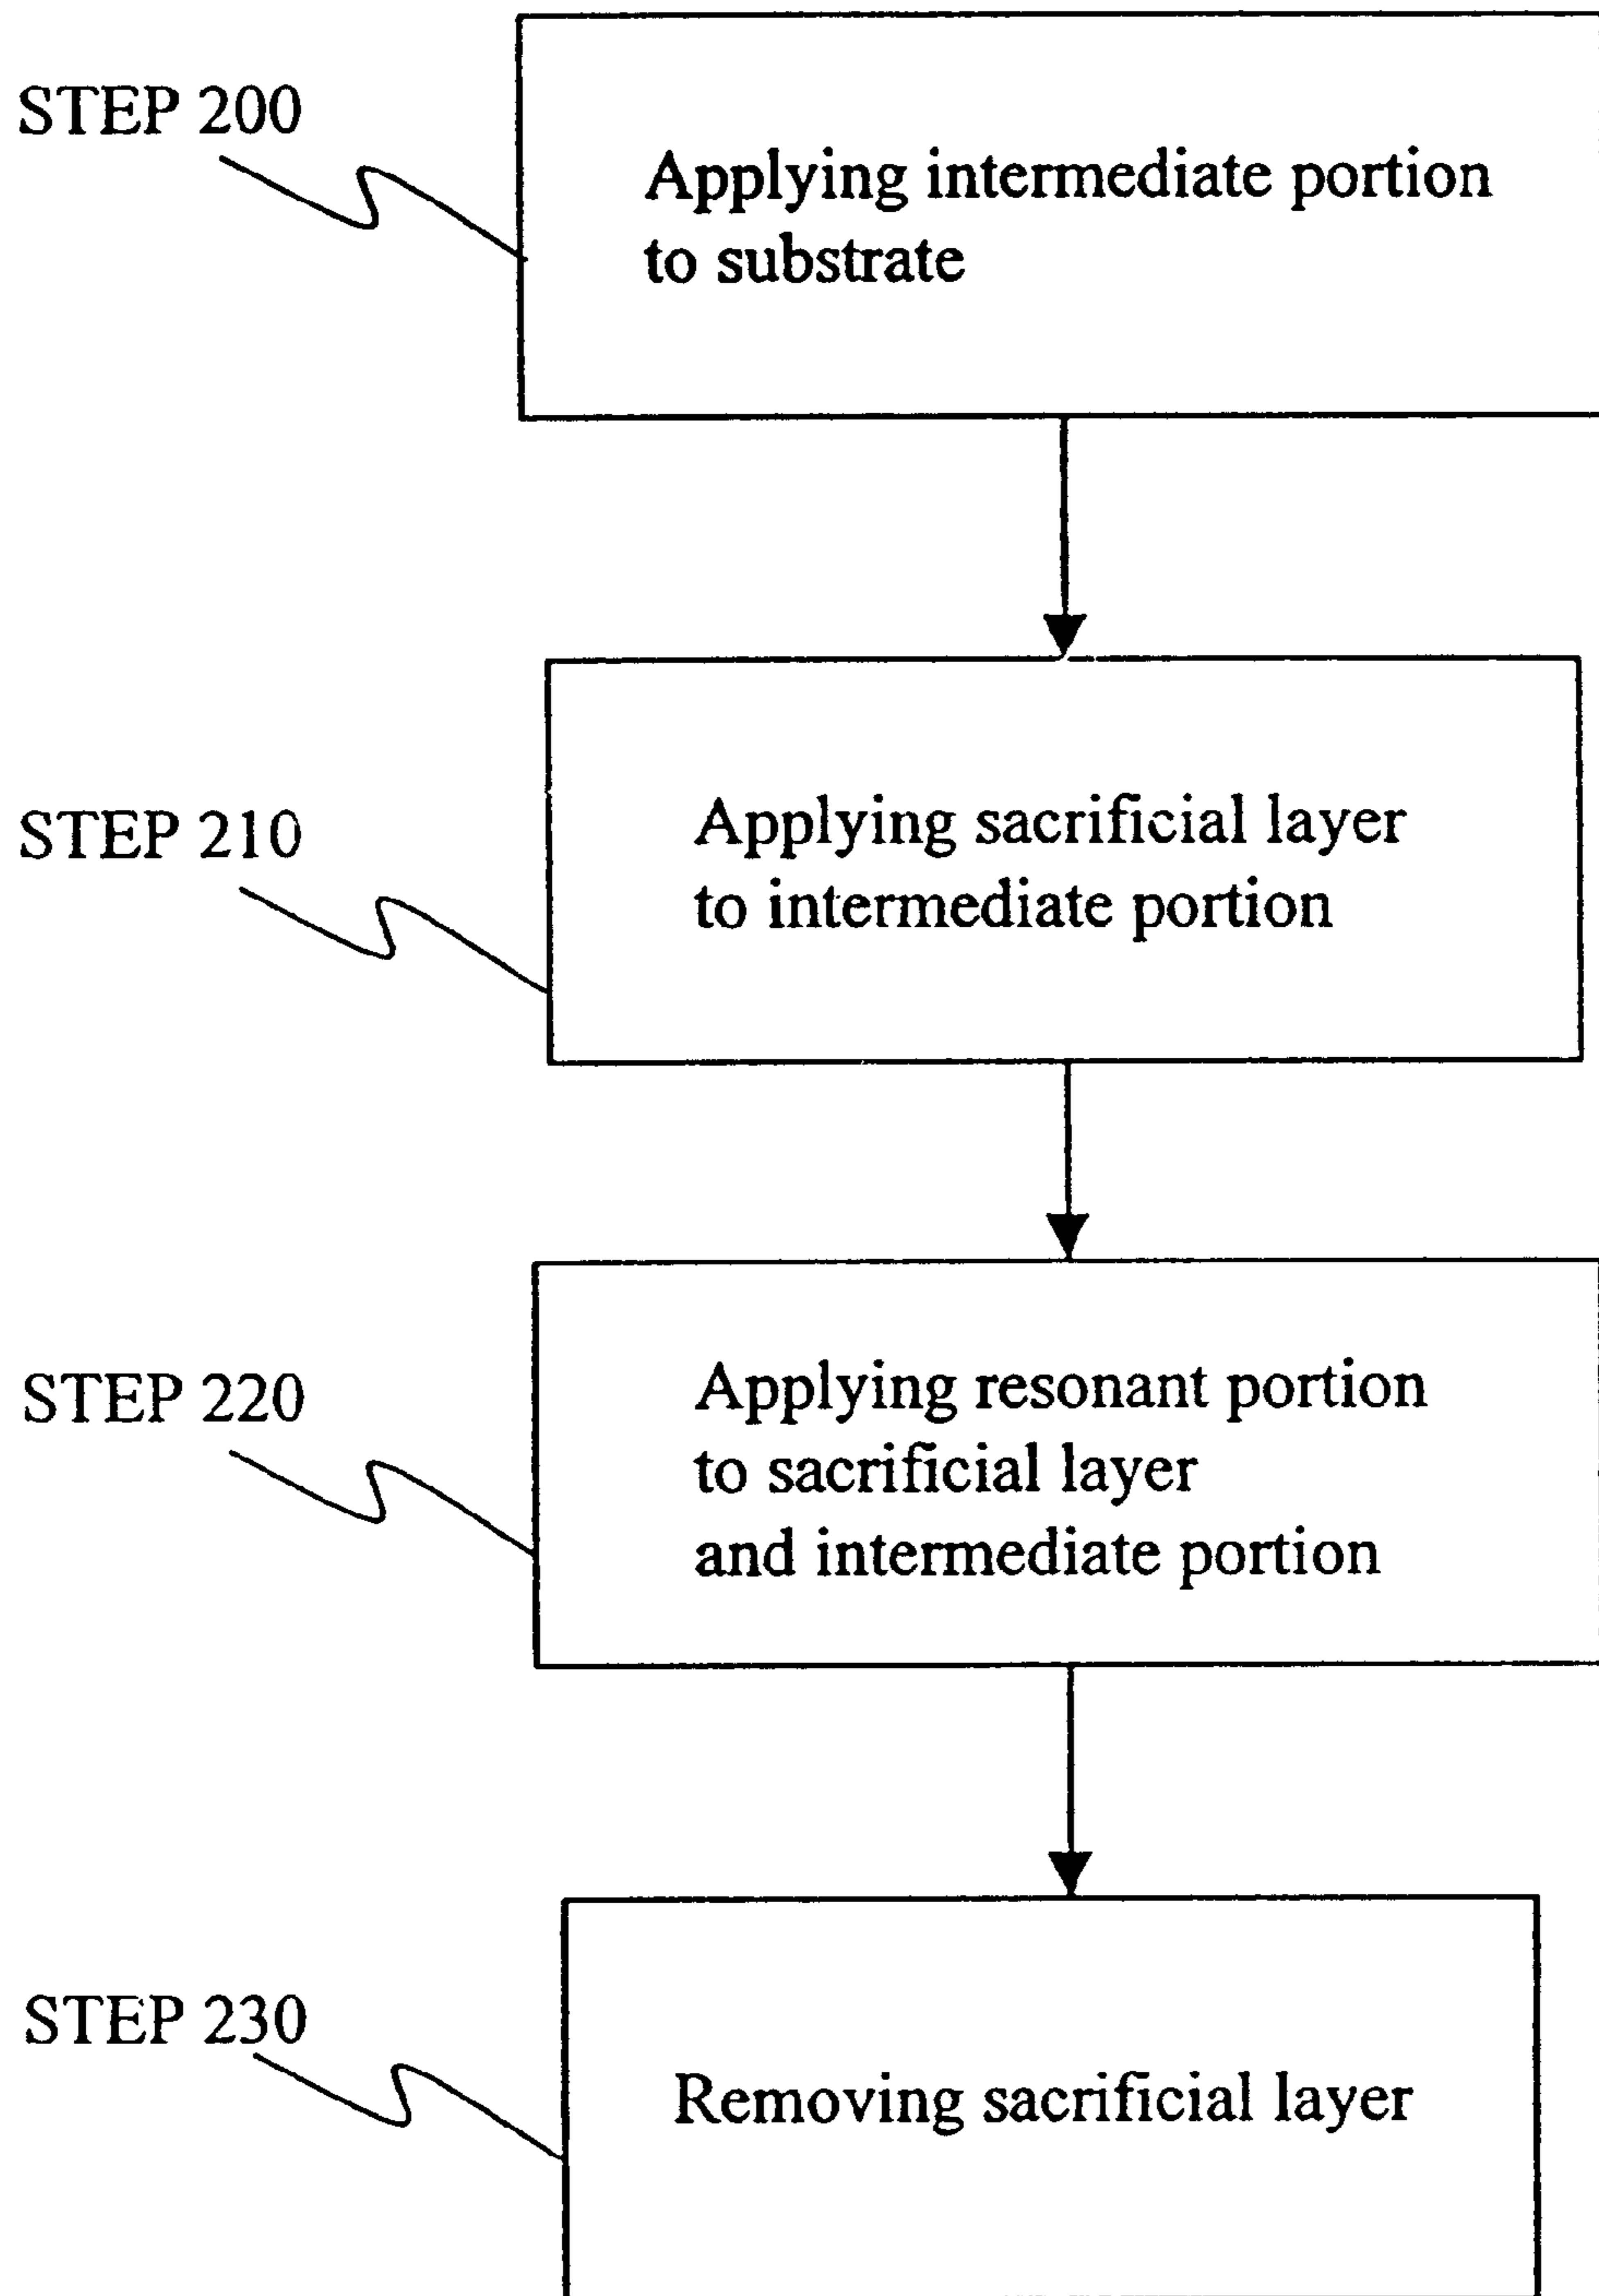 STEP 200
Applying intermediate portion
to substrate
STEP 210
Applying sacrificial layer
to intermediate portion
STEP 220
Applying resonant portion
to sacrificial layer
and intermediate portion
STEP 230
Removing sacrificial layer